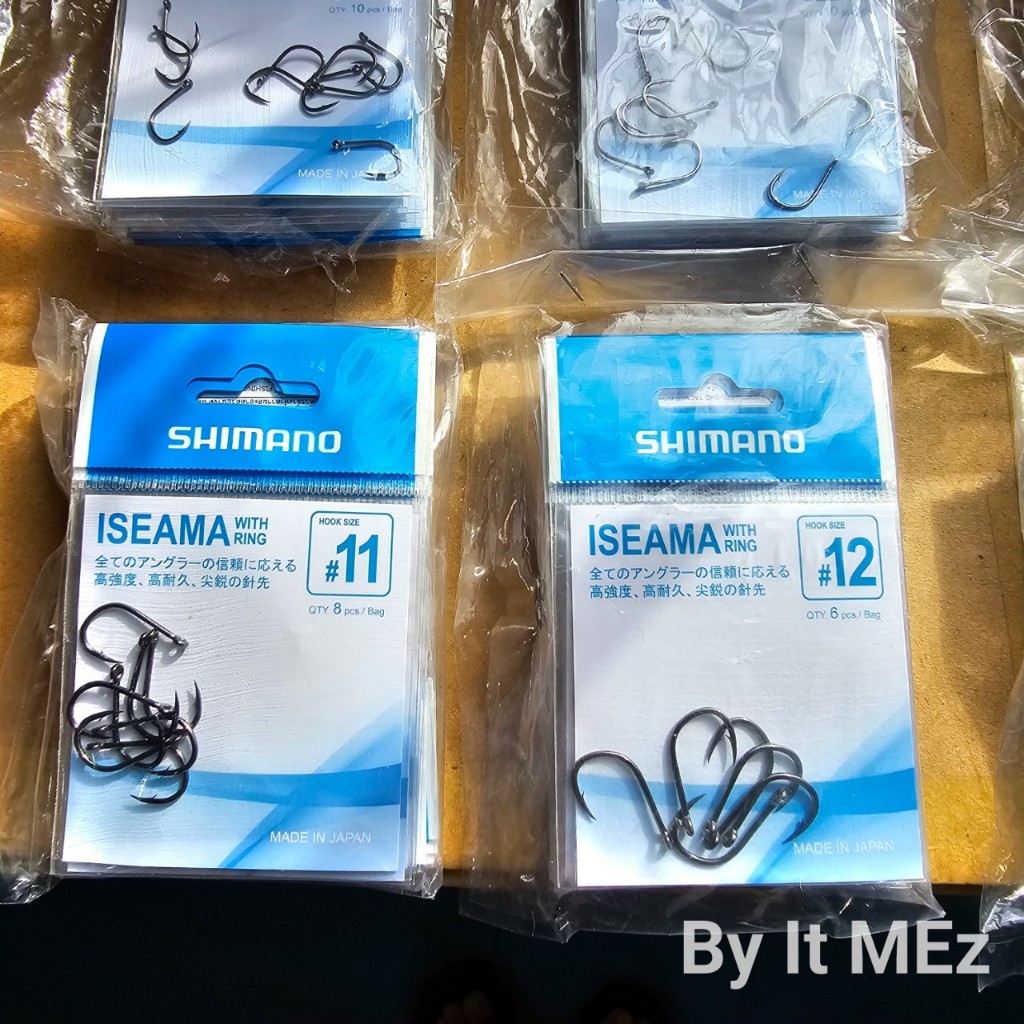 QTY 10 pcs / Bag
MADE IN JAPAN
MADE IN JAPAN
SHIMANO
ISEAMA WITH RING
HOOK SIZE
#11
全てのアングラーの信頼に応える
高強度、高耐久、尖鋭の針先
QTY 8 pcs./ Bag
MADE IN JAPAN
SHIMANO
ISEAMA WITH RING
HOOK SIZE
#12
全てのアングラーの信頼に応える
高強度、高耐久、尖鋭の針先
QTY 6 pcs./ Bag
MADE IN JAPAN
By It MEz